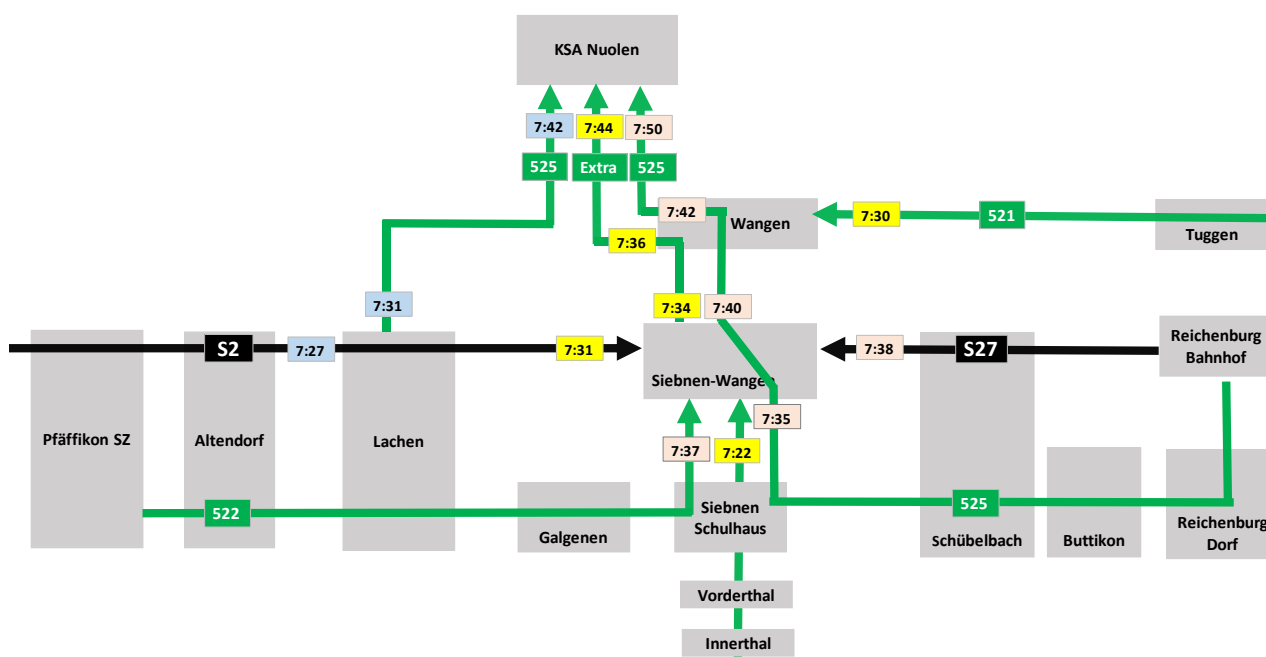 KSA Nuolen
7:42
7:44
7:50
525
Extra
525
7:42
Wangen
7:30
521
Tuggen
7:36
7:31
7:34
7:40
S2
7:27
7:31
7:38
S27
Reichenburg
Bahnhof
Siebnen-Wangen
Pfäffikon SZ
Altendorf
Lachen
7:35
7:37
7:22
522
Galgenen
Siebnen
Schulhaus
525
Schübelbach
Buttikon
Reichenburg
Dorf
Vorderthal
Innerthal